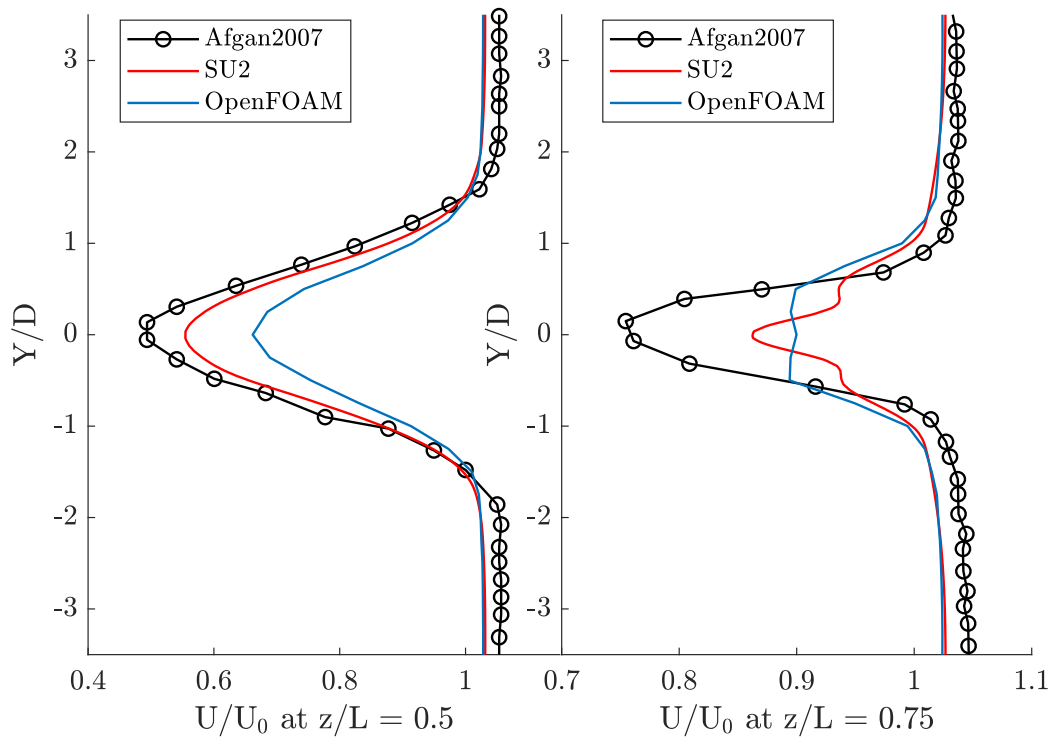 Afgan2007
SU2
OpenFOAM
3
2
1
0
-1
-2
-3
Y/D
0.4
0.6
0.8
1
U/U₀ at z/L = 0.5
Afgan2007
SU2
OpenFOAM
3
2
1
0
-1
-2
-3
Y/D
0.7
0.8
0.9
1
1.1
U/U₀ at z/L = 0.75